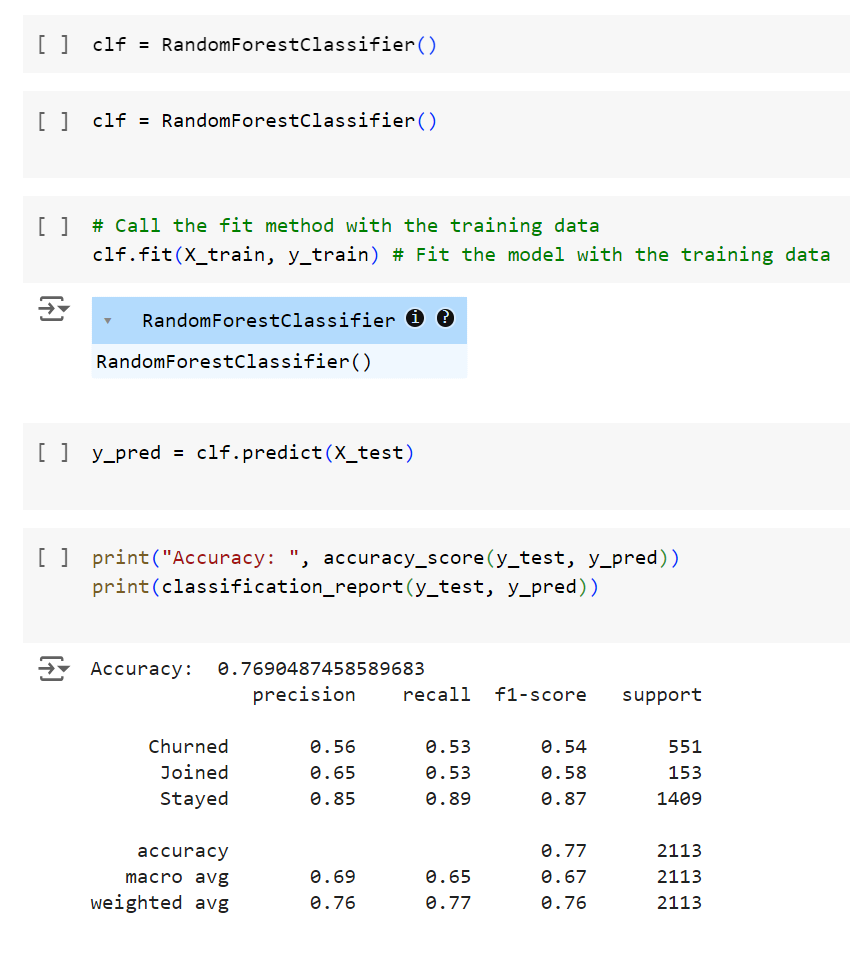 [ ] clf = RandomForestClassifier()
[ ] clf = RandomForestClassifier()
[ ] # Call the fit method with the training data
clf.fit(X_train, y_train) # Fit the model with the training data
RandomForestClassifier i ?
RandomForestClassifier()
[ ] y_pred = clf.predict(X_test)
[ ] print("Accuracy: ", accuracy_score(y_test, y_pred))
print(classification_report(y_test, y_pred))
Accuracy:  0.7690487458589683
precision recall f1-score support
Churned 0.56 0.53 0.54 551
Joined 0.65 0.53 0.58 153
Stayed 0.85 0.89 0.87 1409
accuracy 0.77 2113
macro avg 0.69 0.65 0.67 2113
weighted avg 0.76 0.77 0.76 2113